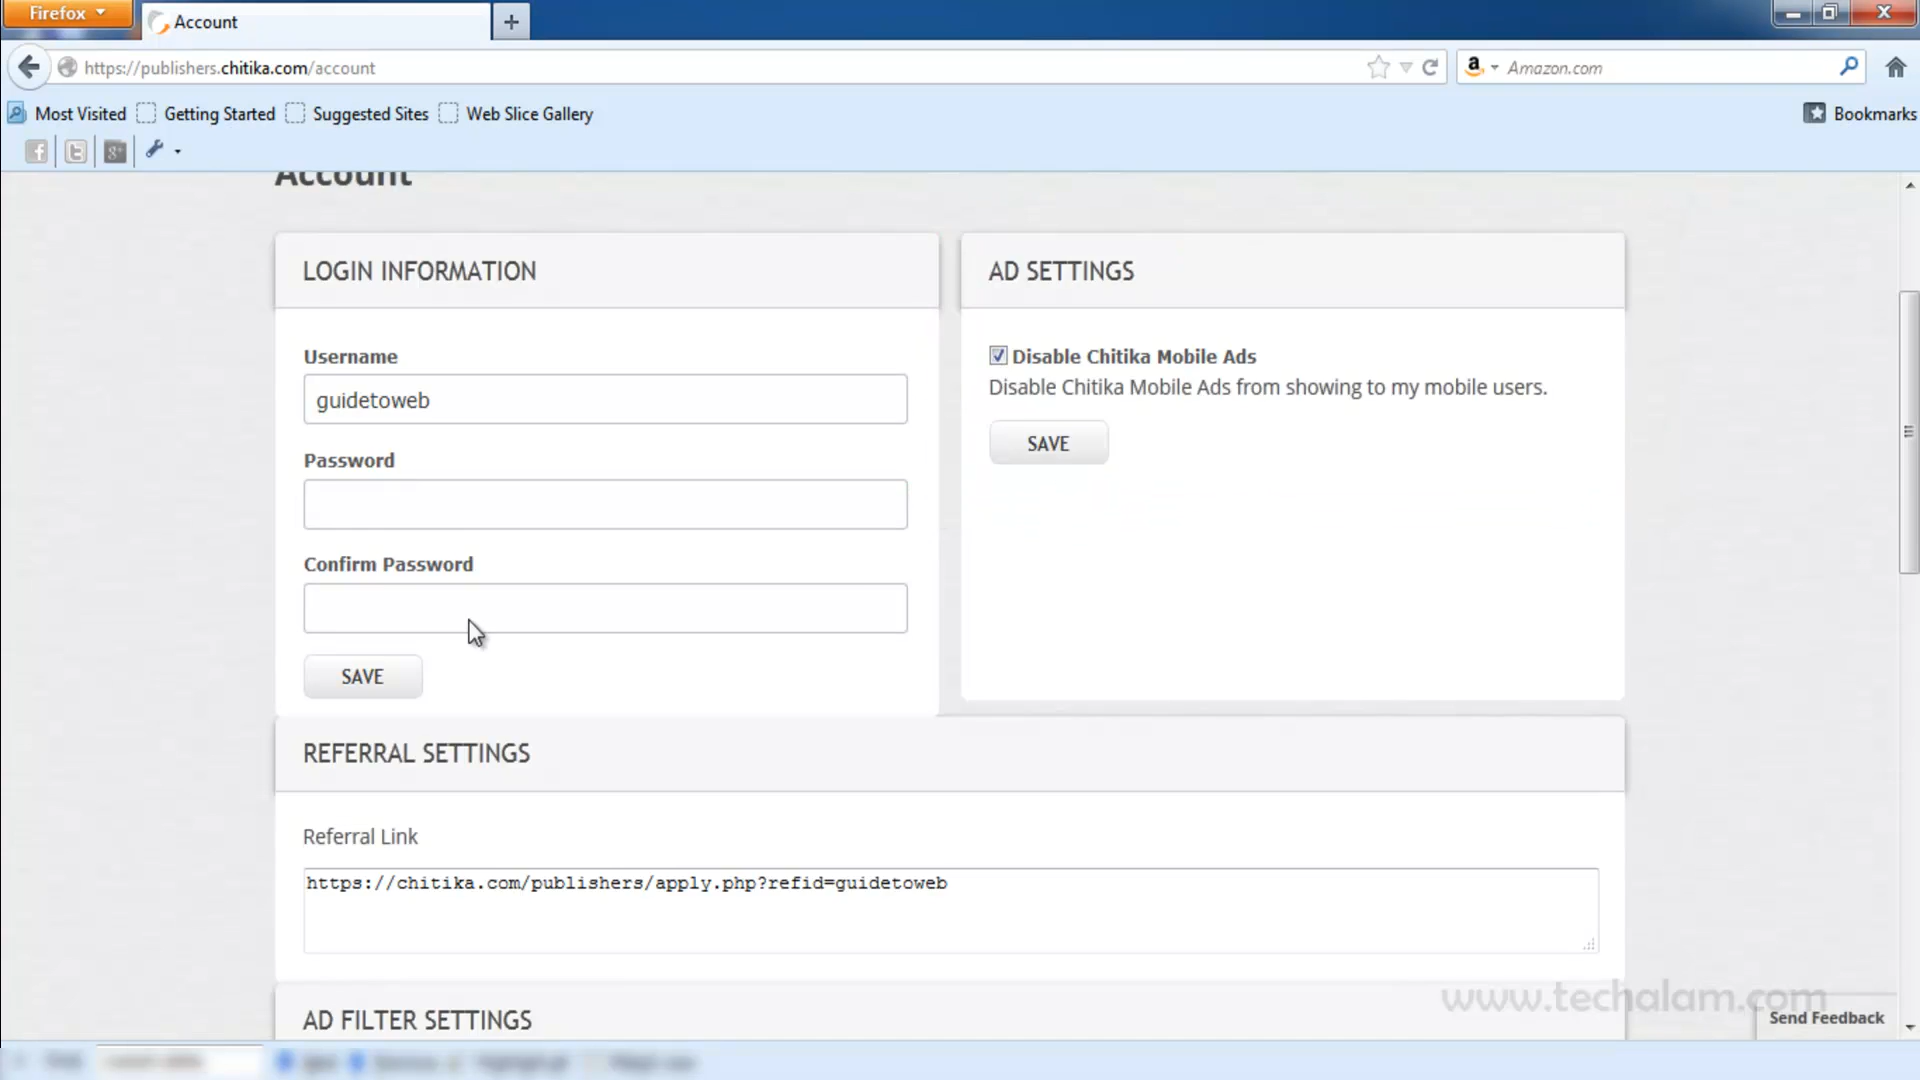 Firefox
Account
https://publishers.chitika.com/account
Amazon.com
Most Visited
Getting Started
Suggested Sites
Web Slice Gallery
Bookmarks
Account
LOGIN INFORMATION
AD SETTINGS
Username
guidetoweb
Disable Chitika Mobile Ads
Disable Chitika Mobile Ads from showing to my mobile users.
SAVE
Password
Confirm Password
SAVE
REFERRAL SETTINGS
Referral Link
https://chitika.com/publishers/apply.php?refid=guidetoweb
www.techalam.com
AD FILTER SETTINGS
Send Feedback